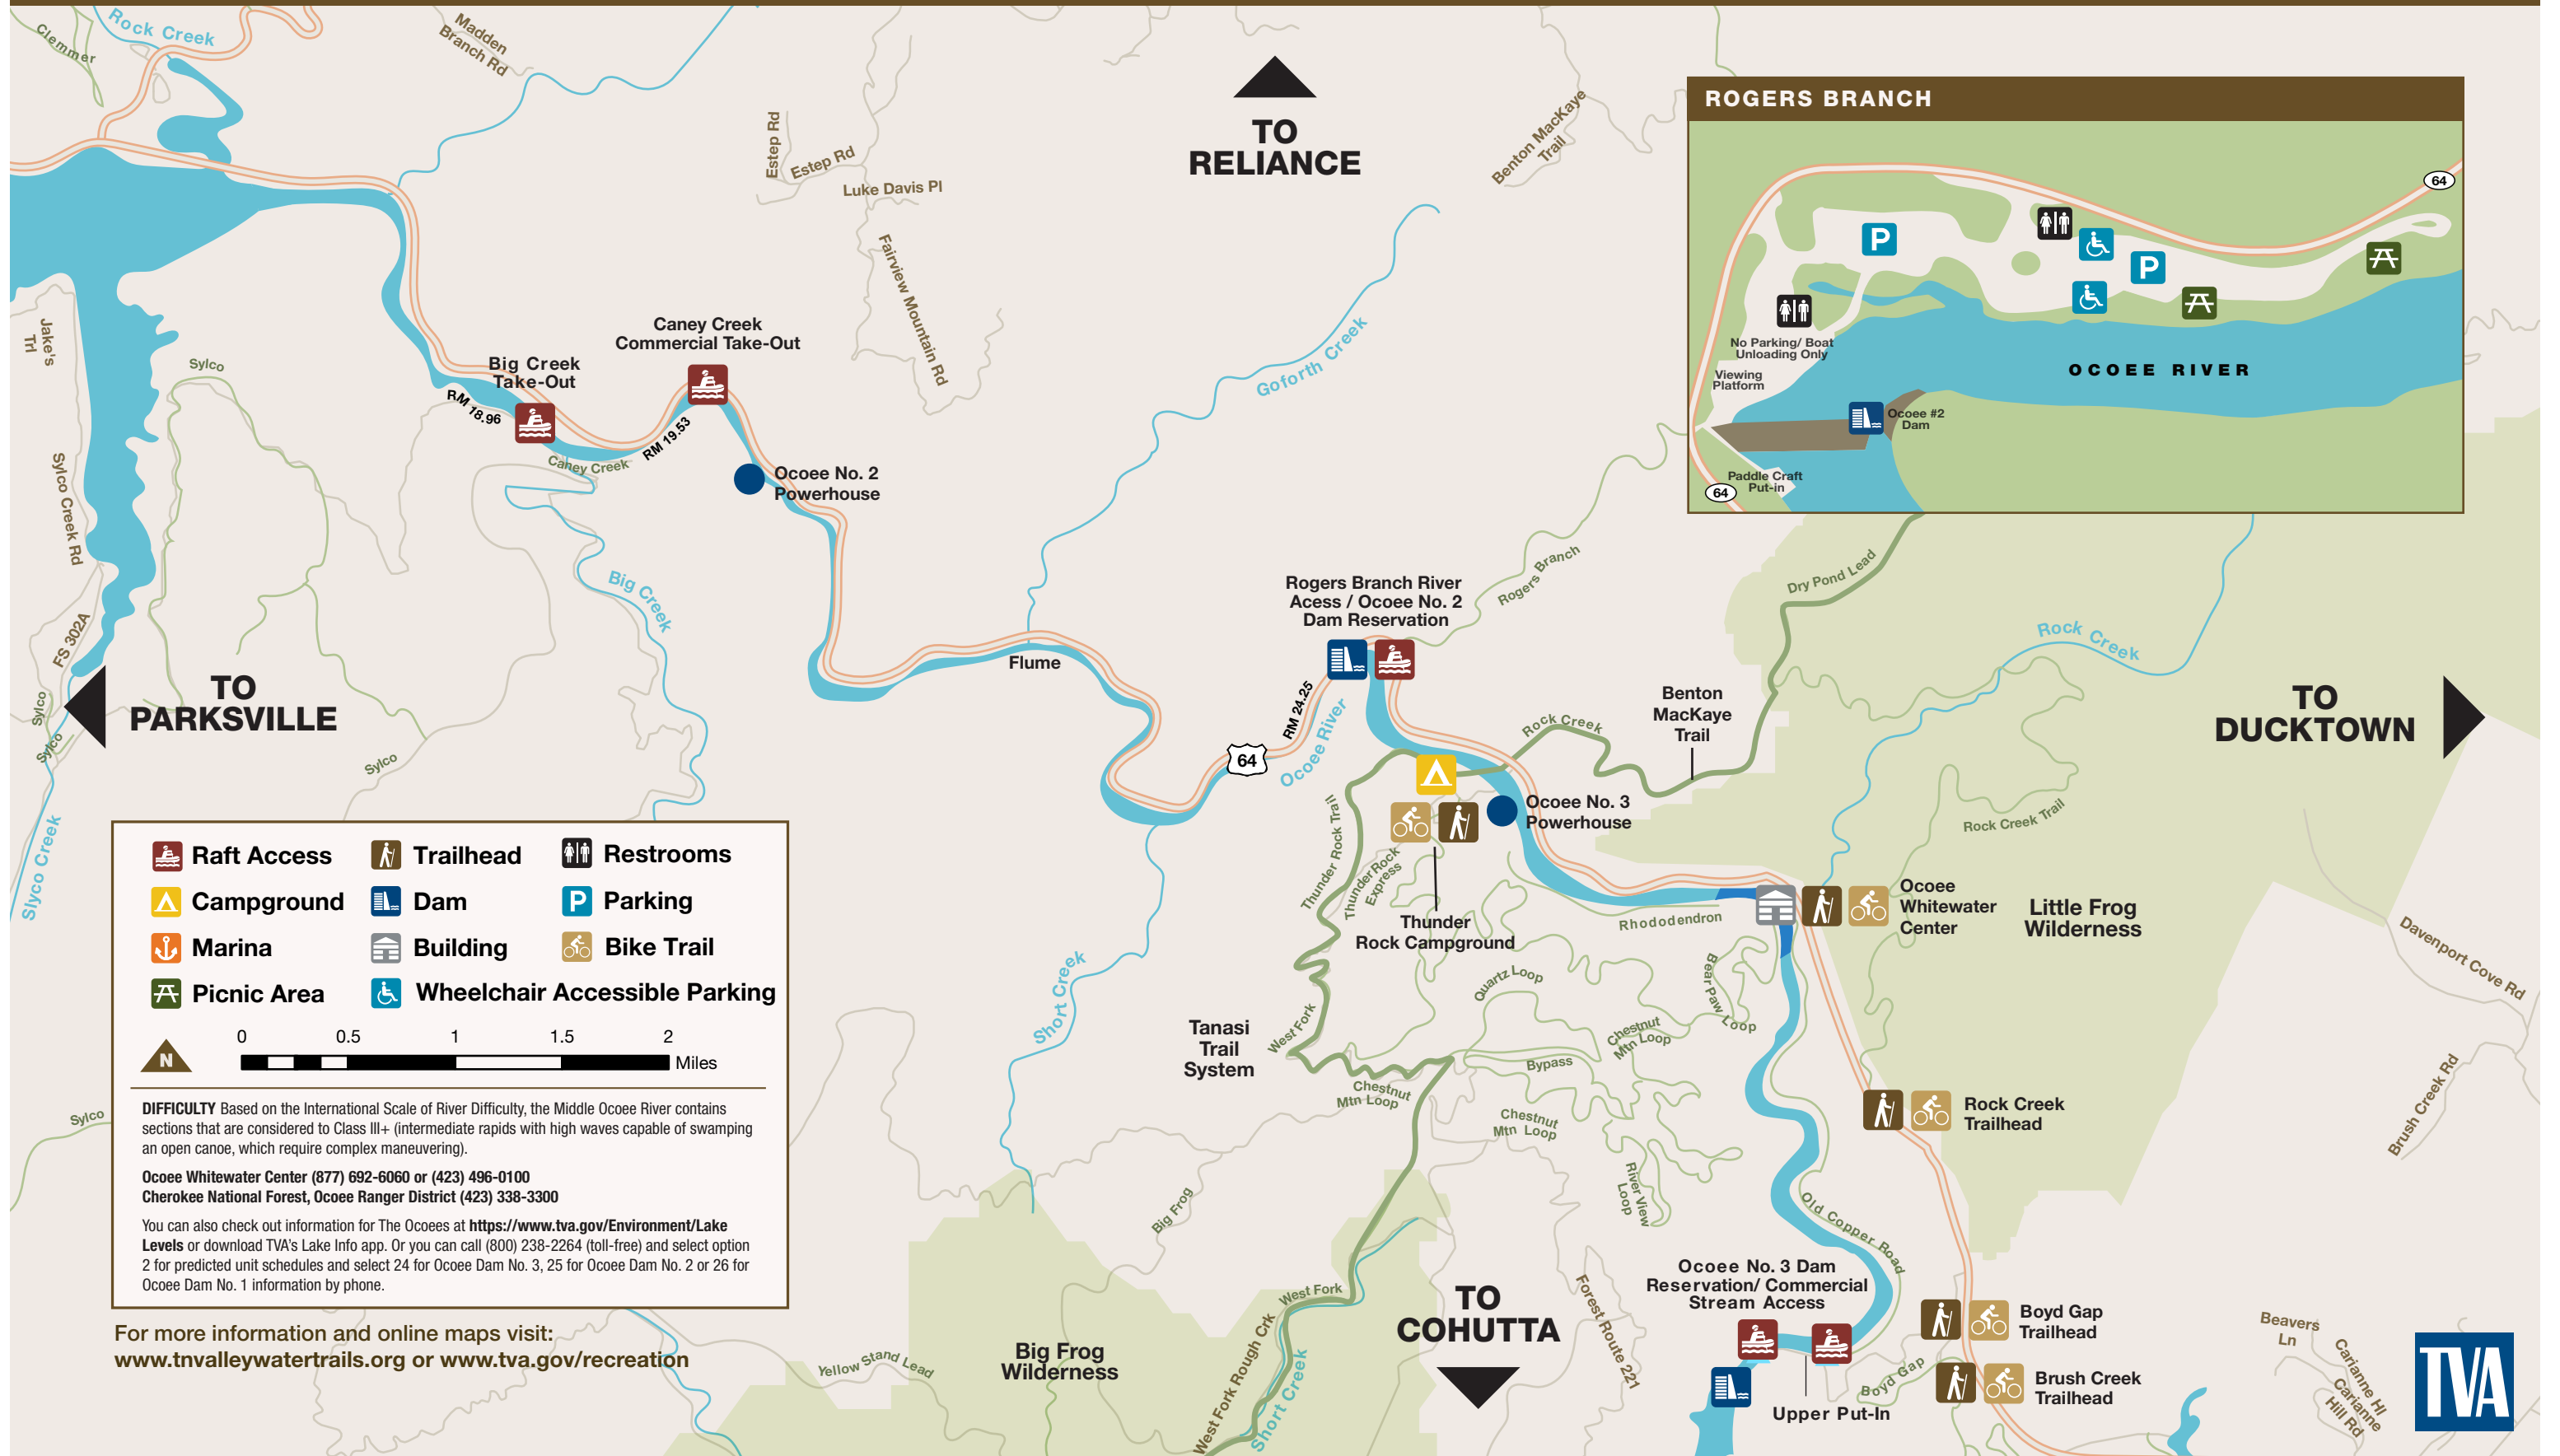 Clemmer
Rock Creek
Madden
Branch Rd
Estep Rd
Estep Rd
Luke Davis Pl
Fairview Mountain Rd
TO
RELIANCE
Benton MacKaye
Trail
ROGERS BRANCH
64
P
P
No Parking/ Boat
Unloading Only
Viewing
Platform
OCOEE RIVER
Ocoee #2
Dam
Paddle Craft
Put-in
64
Jake's
Trl
Sylco
Sylco Creek Rd
FS 302A
Sylco
Sylco
Sylco
Slyco Creek
Sylco
Big Creek
Take-Out
RM 18.96
Caney Creek
Commercial Take-Out
RM 19.53
Caney Creek
Ocoee No. 2
Powerhouse
Big Creek
Goforth Creek
Flume
TO
PARKSVILLE
Rogers Branch River
Acess / Ocoee No. 2
Dam Reservation
Rogers Branch
RM 24.25
Ocoee River
64
Dry Pond Lead
Rock Creek
Benton
MacKaye
Trail
Rock Creek
TO
DUCKTOWN
Ocoee No. 3
Powerhouse
Thunder Rock Trail
Thunder Rock
Express
Thunder
Rock Campground
Rock Creek Trail
Rhododendron
Ocoee
Whitewater
Center
Little Frog
Wilderness
Davenport Cove Rd
Brush Creek Rd
Quartz Loop
Bear Paw Loop
Chestnut
Mtn Loop
Bypass
West Fork
Tanasi
Trail
System
Short Creek
Chestnut
Mtn Loop
Chestnut
Mtn Loop
River View
Loop
Rock Creek
Trailhead
Old Copper Road
Big Frog
West Fork
West Fork Rough Crk
Short Creek
Big Frog
Wilderness
Yellow Stand Lead
TO
COHUTTA
Forest Route 221
Ocoee No. 3 Dam
Reservation/ Commercial
Stream Access
Upper Put-In
Boyd Gap
Boyd Gap
Trailhead
Brush Creek
Trailhead
Beavers
Ln
Carianne Hl
Carianne
Hill Rd
TVA
Raft Access
Trailhead
Restrooms
Campground
Dam
P
Parking
Marina
Building
Bike Trail
Picnic Area
Wheelchair Accessible Parking
0 0.5 1 1.5 2
N
Miles
DIFFICULTY Based on the International Scale of River Difficulty, the Middle Ocoee River contains
sections that are considered to Class III+ (intermediate rapids with high waves capable of swamping
an open canoe, which require complex maneuvering).
Ocoee Whitewater Center (877) 692-6060 or (423) 496-0100
Cherokee National Forest, Ocoee Ranger District (423) 338-3300
You can also check out information for The Ocoees at https://www.tva.gov/Environment/Lake
Levels or download TVA's Lake Info app. Or you can call (800) 238-2264 (toll-free) and select option
2 for predicted unit schedules and select 24 for Ocoee Dam No. 3, 25 for Ocoee Dam No. 2 or 26 for
Ocoee Dam No. 1 information by phone.
For more information and online maps visit:
www.tnvalleywatertrails.org or www.tva.gov/recreation